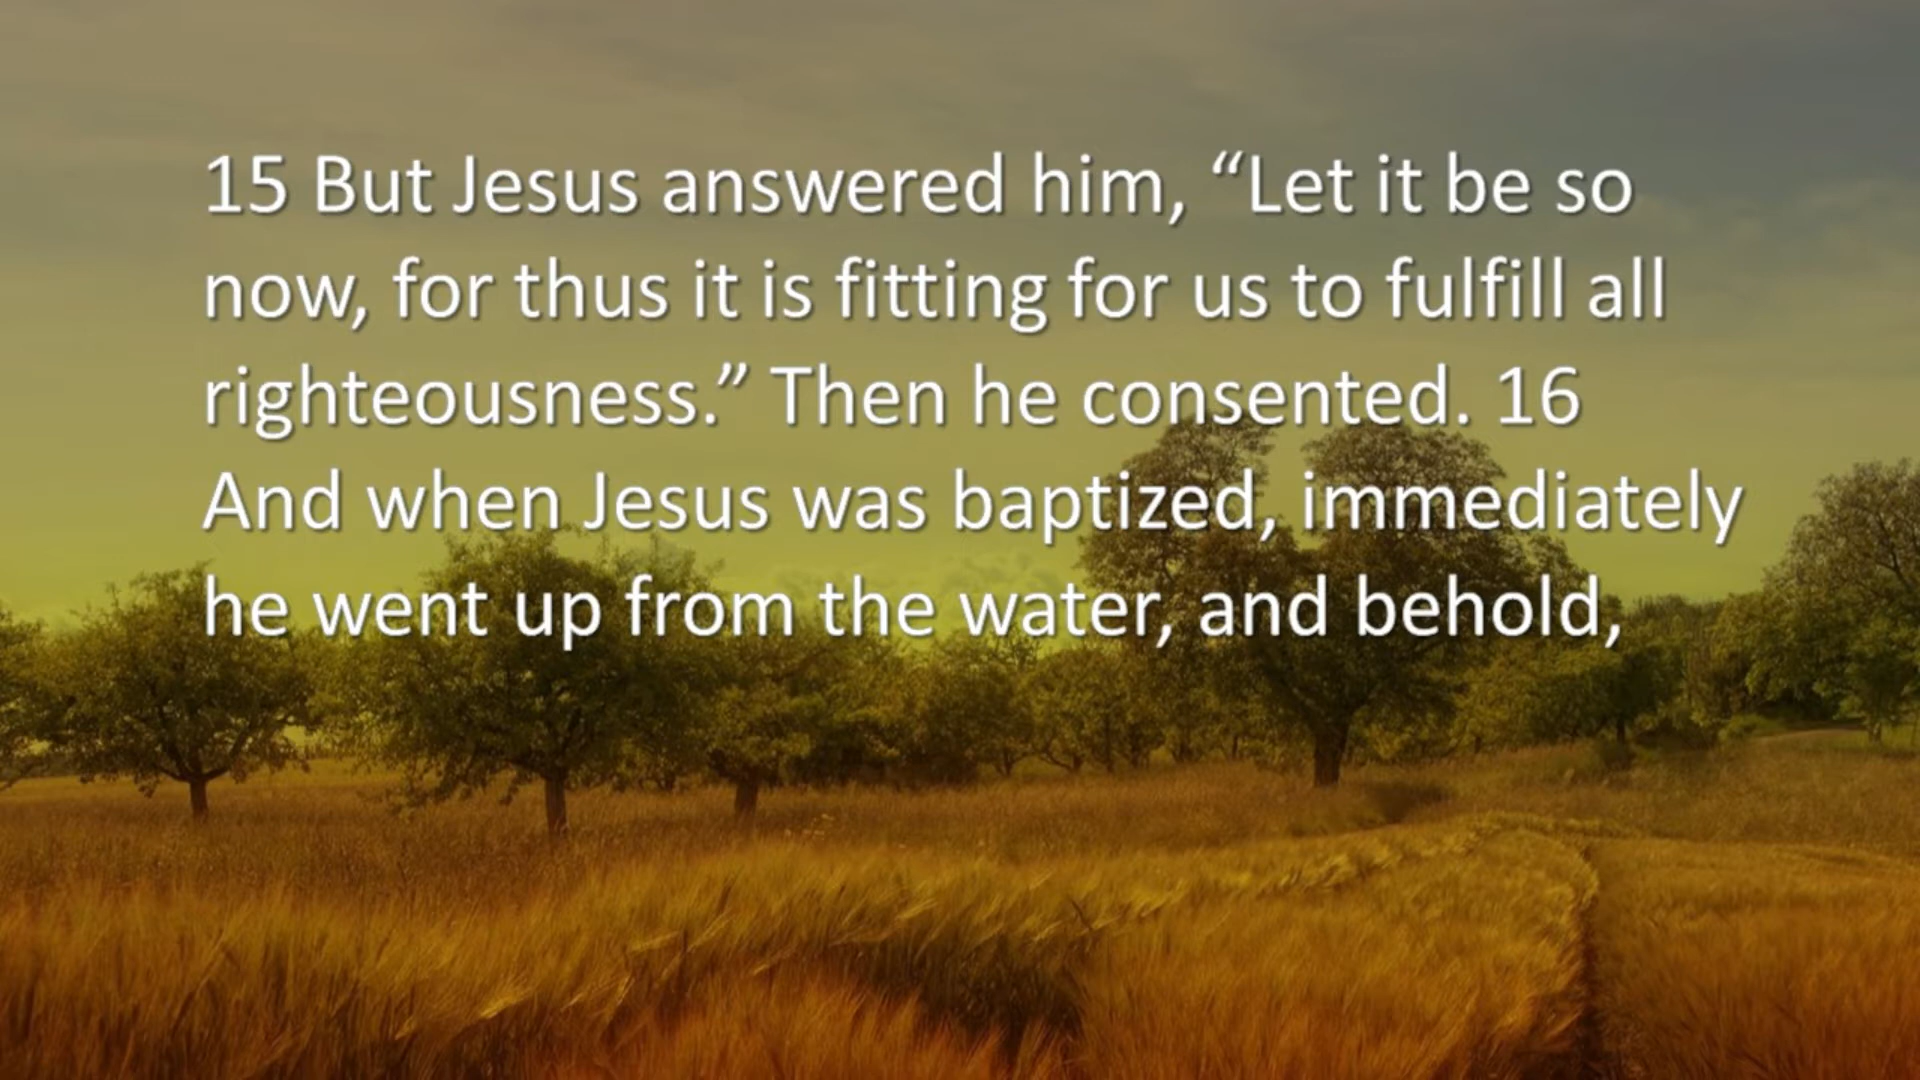 15 But Jesus answered him, “Let it be so
now, for thus it is fitting for us to fulfill all
righteousness.” Then he consented. 16
And when Jesus was baptized, immediately
he went up from the water, and behold,